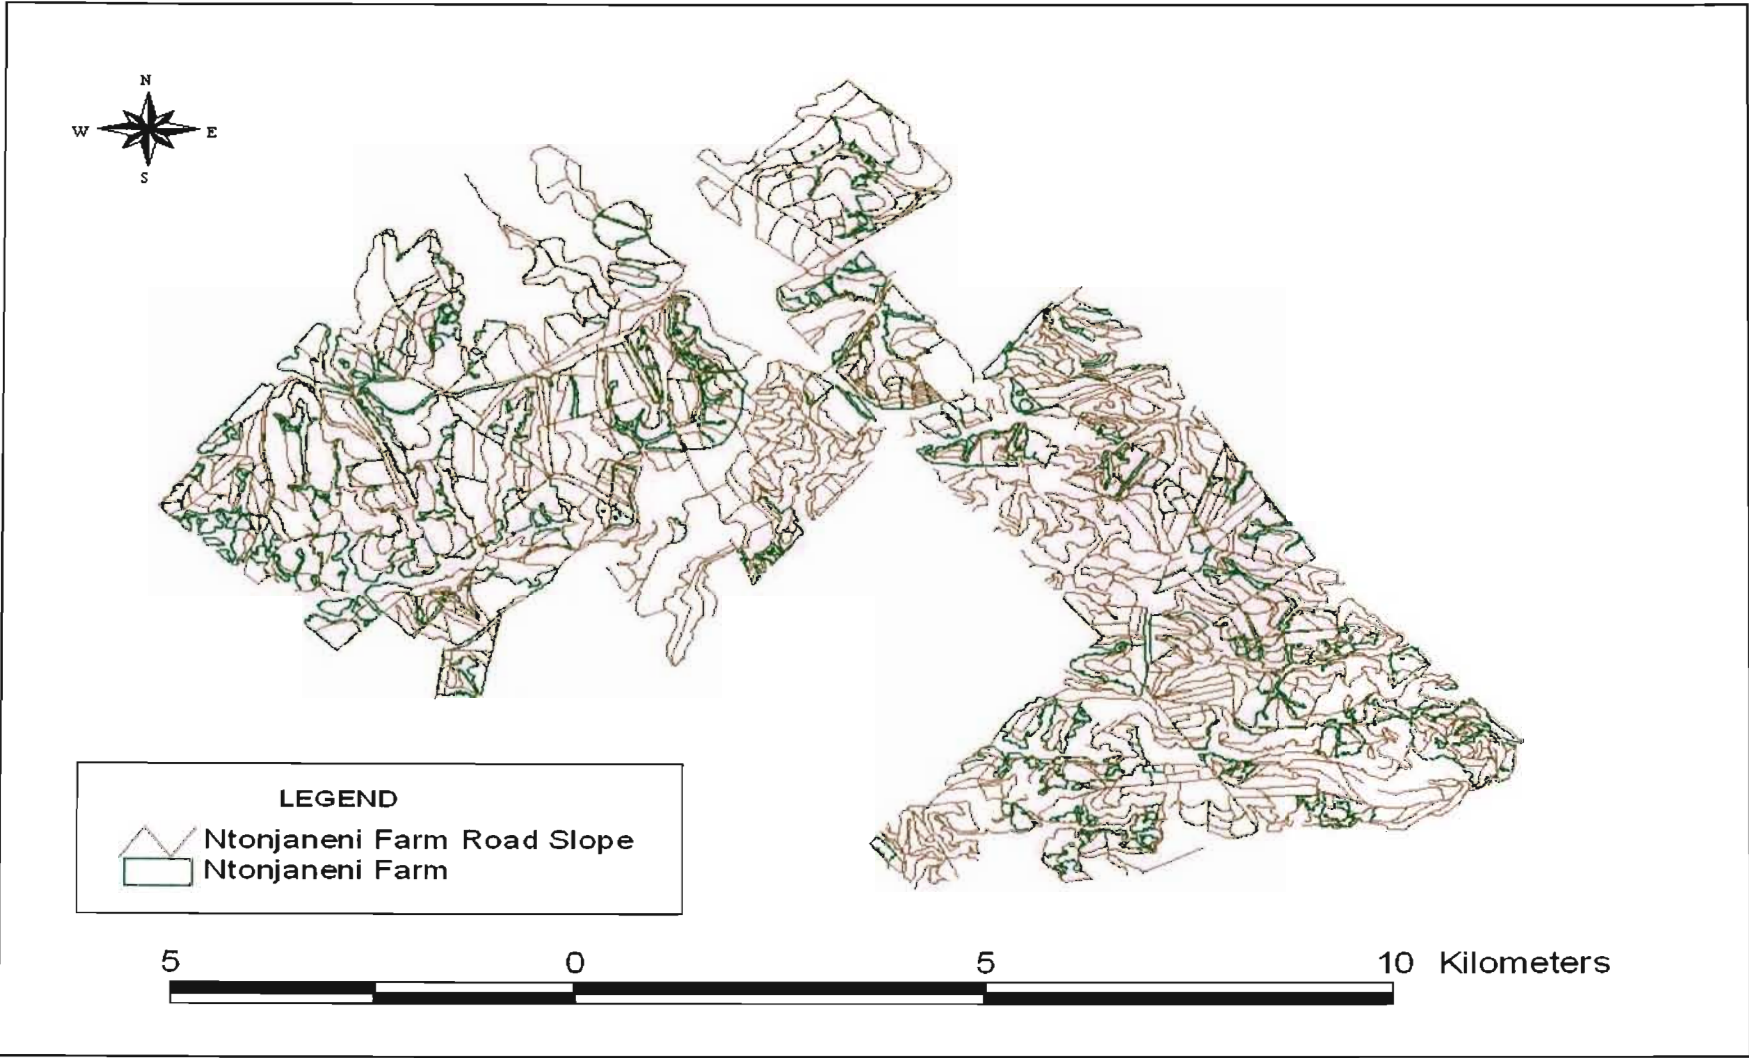 N
W E
S
LEGEND
Ntonjaneni Farm Road Slope
Ntonjaneni Farm
5 0 5 10 Kilometers